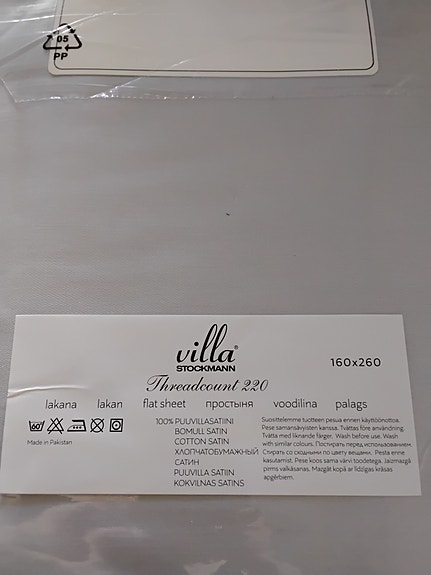 05
PP
villa®
STOCKMANN
160x260
Threadcount 220
lakana lakan flat sheet простыня voodilina palags
60
Made in Pakistan
100% PUUVILLASATIINI
BOMULL SATIN
COTTON SATIN
ХЛОПЧАТОБУМАЖНЫЙ
САТИН
PUUVILLA SATIIN
KOKVILNAS SATINS
Suosittelemme tuotteen pesua ennen käyttöönottoa.
Pese samansävyisten kanssa. Tvättas före användning.
Tvätta med liknande färger. Wash before use. Wash
with similar colours. Постирать перед использованием.
Стирать со сходными по цвету вещами. Pesta enne
kasutamist. Pese koos sama värvi toodetega. Jāizmazgā
pirms valkāšanas. Mazgāt kopā ar līdzīgas krāsas
apģērbiem.